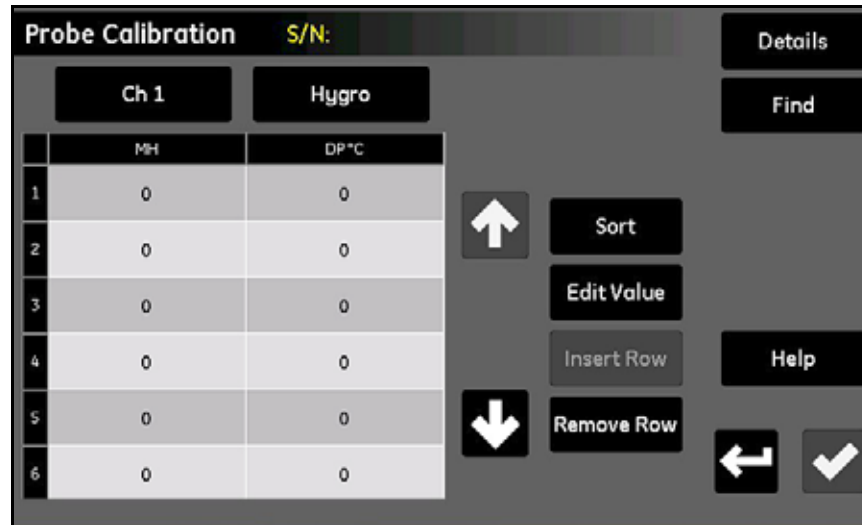 Probe Calibration S/N:
Details
Ch 1 Hygro
Find
MH DP°C
1 0 0
2 0 0
Sort
3 0 0
Edit Value
4 0 0
Insert Row
Help
5 0 0
Remove Row
6 0 0